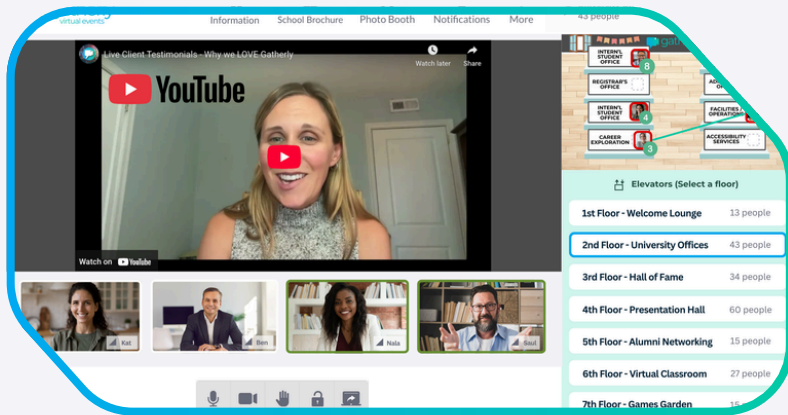 virtual events
Information
School Brochure
Photo Booth
Notifications
More
43 people
Live Client Testimonials - Why we LOVE Gatherly
Watch later
Share
YouTube
Watch on YouTube
Kat
Ben
Nala
Saul
INTERN'L
STUDENT
OFFICE
8
REGISTRAR'S
OFFICE
INTERN'L
STUDENT
OFFICE
4
FACILITIES /
OPERATIONS
CAREER
EXPLORATION
3
ACCESSIBILITY
SERVICES
Elevators (Select a floor)
1st Floor - Welcome Lounge 13 people
2nd Floor - University Offices 43 people
3rd Floor - Hall of Fame 34 people
4th Floor - Presentation Hall 60 people
5th Floor - Alumni Networking 15 people
6th Floor - Virtual Classroom 27 people
7th Floor - Games Garden